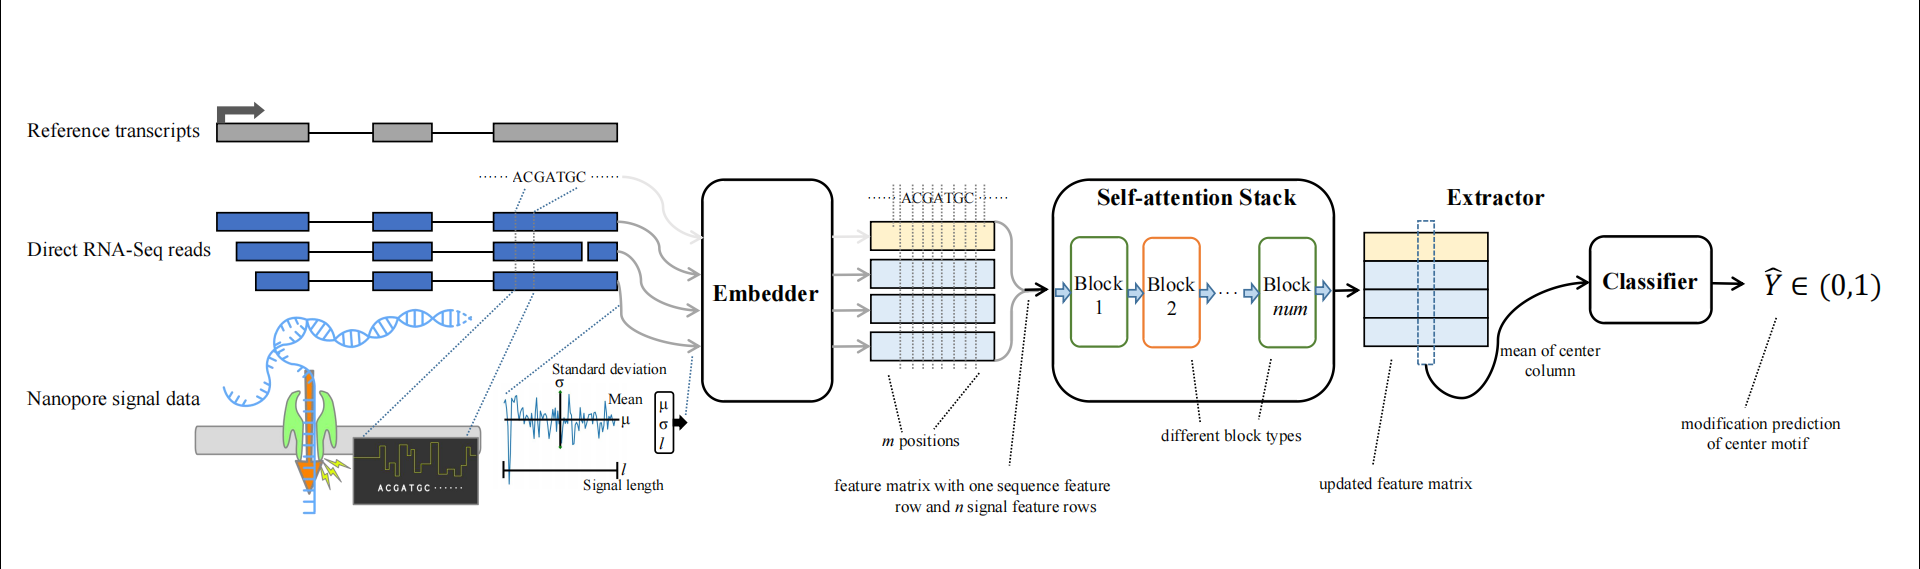 Reference transcripts
······ ACGATGC ······
Direct RNA-Seq reads
Nanopore signal data
ACGATGC ······
Standard deviation
σ
Mean
μ
l
Signal length
μ
σ
l
Embedder
······ ACGATGC ······
m positions
feature matrix with one sequence feature
row and n signal feature rows
Self-attention Stack
Block
1
Block
2
···
Block
num
different block types
Extractor
mean of center
column
updated feature matrix
Classifier
Ŷ ∈ (0,1)
modification prediction
of center motif